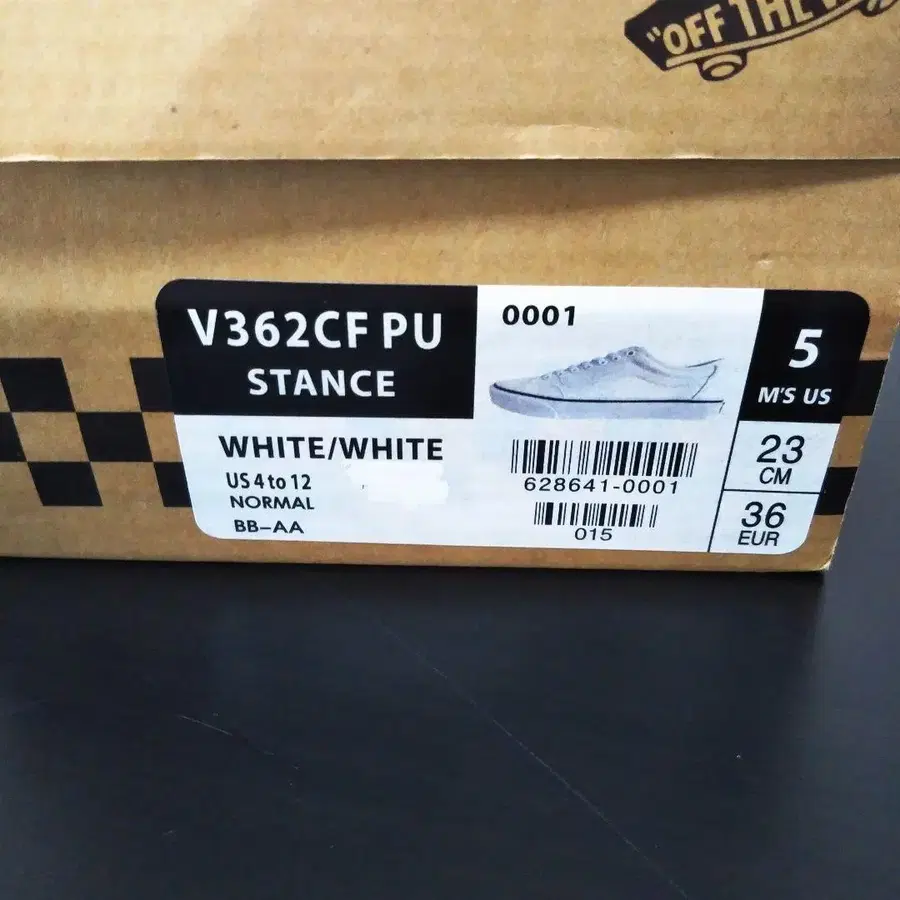 "OFF THE
V362CF PU
STANCE
0001
5
M'S US
WHITE/WHITE
US 4 to 12
NORMAL
BB-AA
628641-0001
015
23
CM
36
EUR